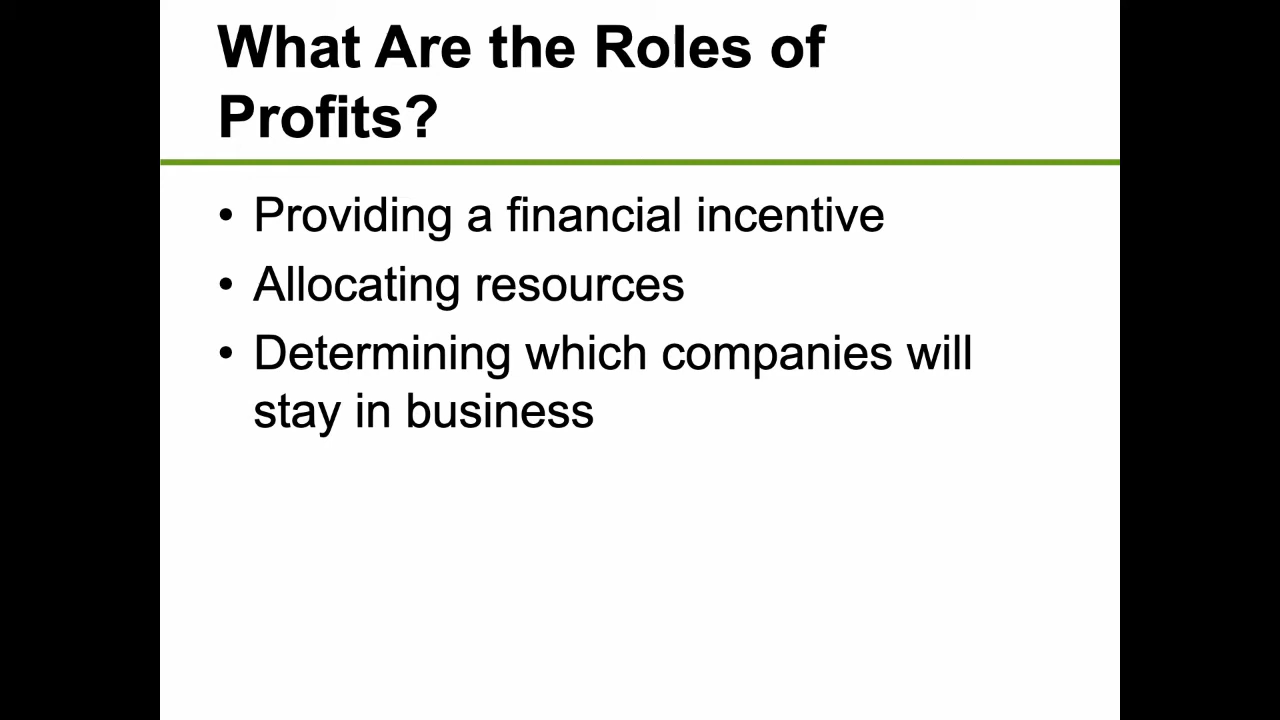 What Are the Roles of
Profits?
• Providing a financial incentive
• Allocating resources
• Determining which companies will
stay in business